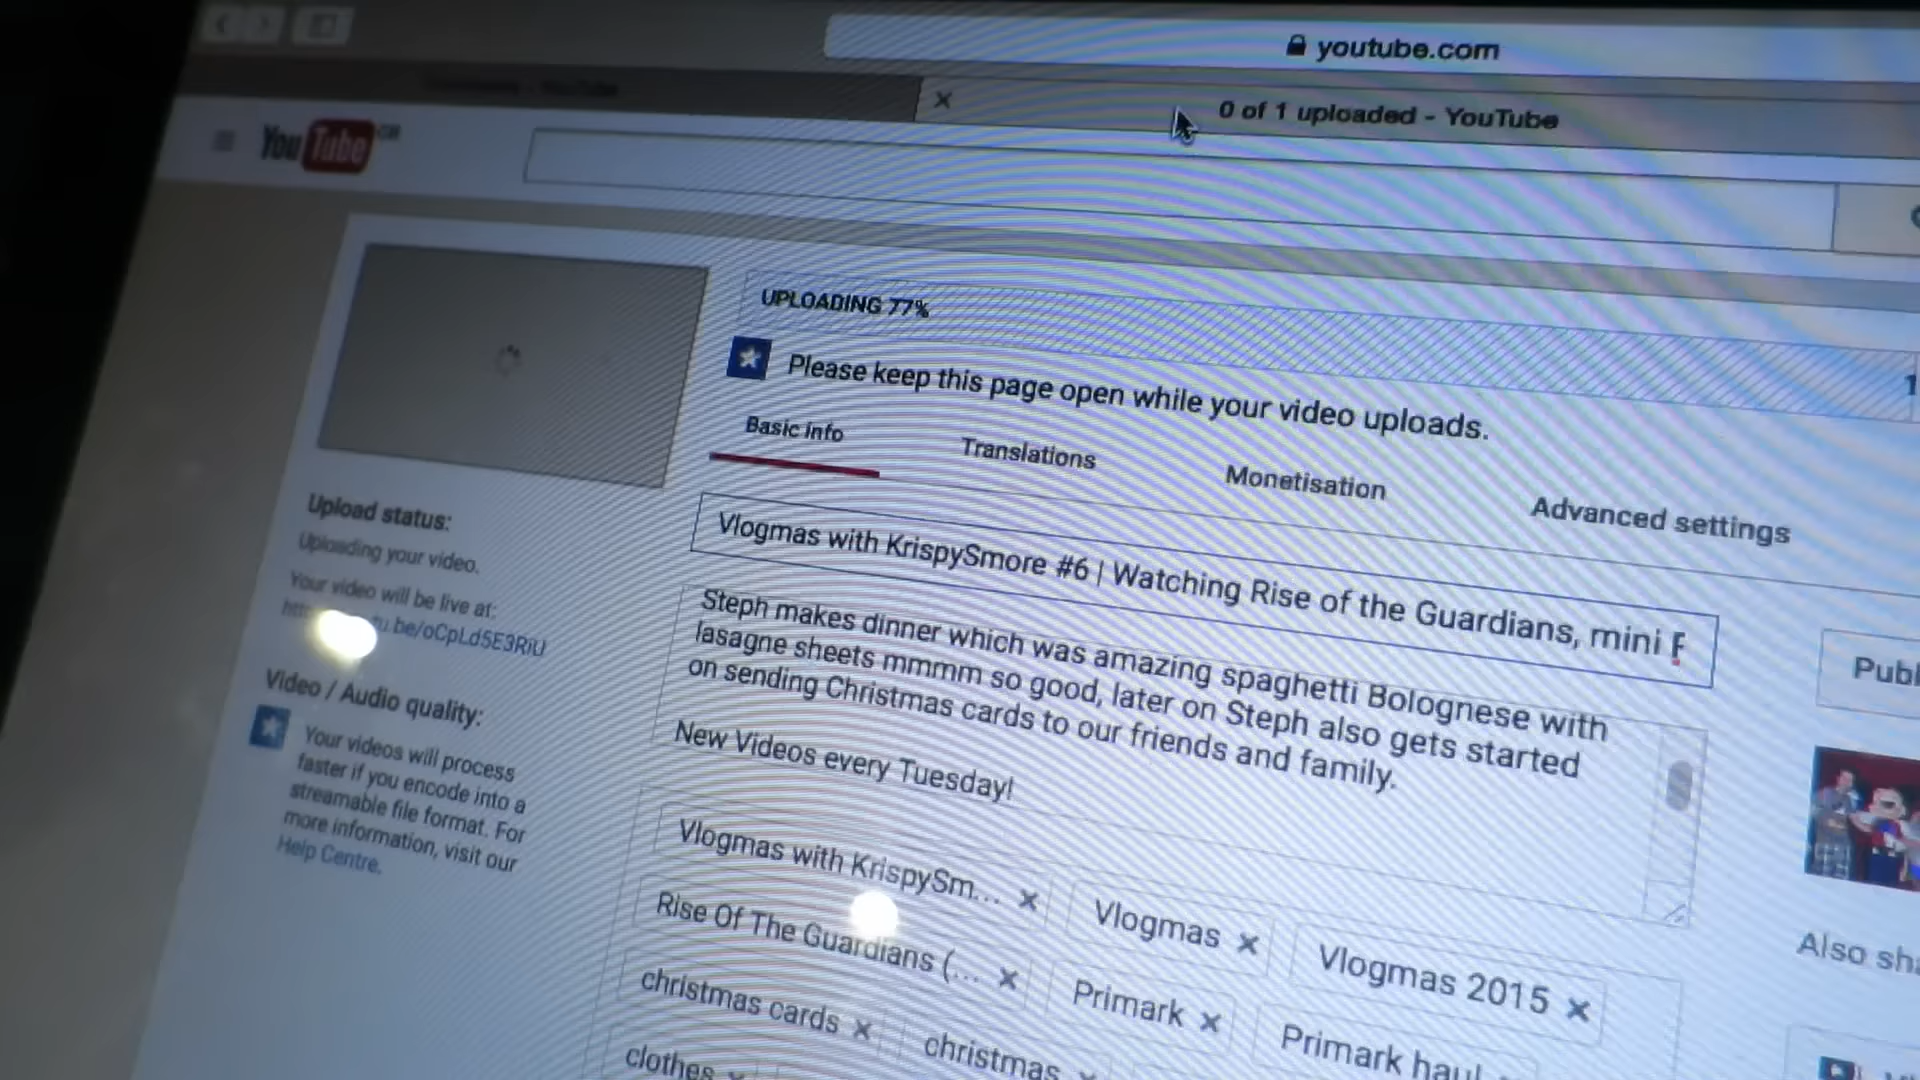 youtube.com
0 of 1 uploaded - YouTube
YouTube
UPLOADING 77%
Please keep this page open while your video uploads.
Basic info
Translations
Monetisation
Advanced settings
Vlogmas with KrispySmore #6 | Watching Rise of the Guardians, mini
Steph makes dinner which was amazing spaghetti Bolognese with
lasagne sheets mmmm so good, later on Steph also gets started
on sending Christmas cards to our friends and family.
New Videos every Tuesday!
Upload status:
Uploading your video.
Your video will be live at:
u.be/oCpLd5E3RiU
Video / Audio quality:
Your videos will process
faster if you encode into a
streamable file format. For
more information, visit our
Help Centre.
Vlogmas with KrispySm... ×
Vlogmas ×
Vlogmas 2015 ×
Rise Of The Guardians (... ×
Primark ×
Primark haul
christmas cards ×
christmas
clothes
Publ
Also sha